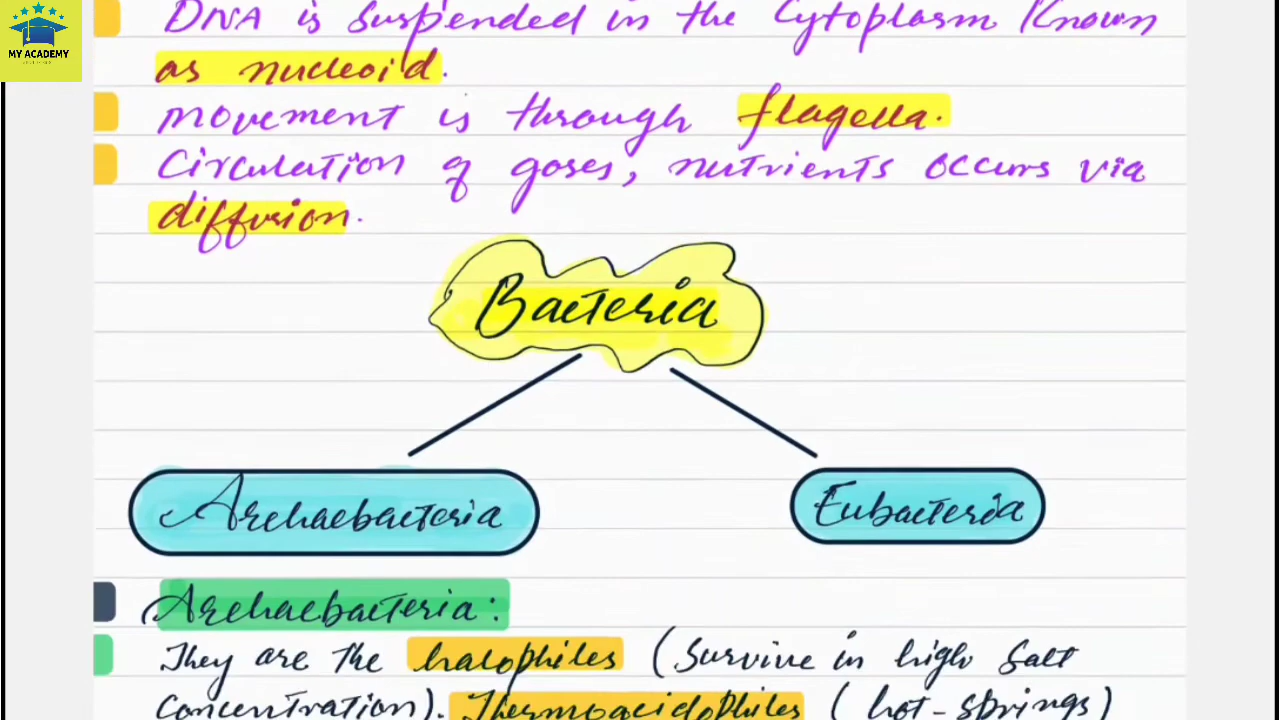 MY ACADEMY
DNA is suspended in the Cytoplasm known
as nucleoid.
movement is through flagella.
Circulation of goses, nutrients occurs via
diffusion.
Bacteria
Archaebacteria
Eubacteria
Archaebacteria:
They are the halophiles (survive in high salt
concentration). Thermoacidophiles (hot-springs)